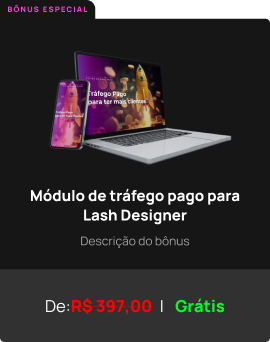 BÔNUS ESPECIAL
Tráfego Pago
para ter mais clientes
Módulo de tráfego pago para
Lash Designer
Descrição do bônus
De:R$ 397,00 | Grátis